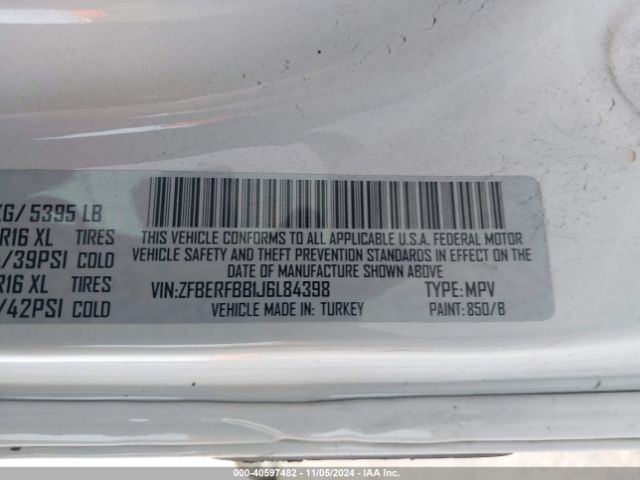 KG/ 5395 LB
R16 XL TIRES
/39PSI COLD
R16 XL TIRES
/42PSI COLD
THIS VEHICLE CONFORMS TO ALL APPLICABLE U.S.A. FEDERAL MOTOR
VEHICLE SAFETY AND THEFT PREVENTION STANDARDS IN EFFECT ON THE
DATE OF MANUFACTURE SHOWN ABOVE
VIN:ZFBERFBB1J6L84398 TYPE: MPV
VEHICLE MADE IN: TURKEY PAINT: 850/B
000-40597482 - 11/05/2024 - IAAI.COM